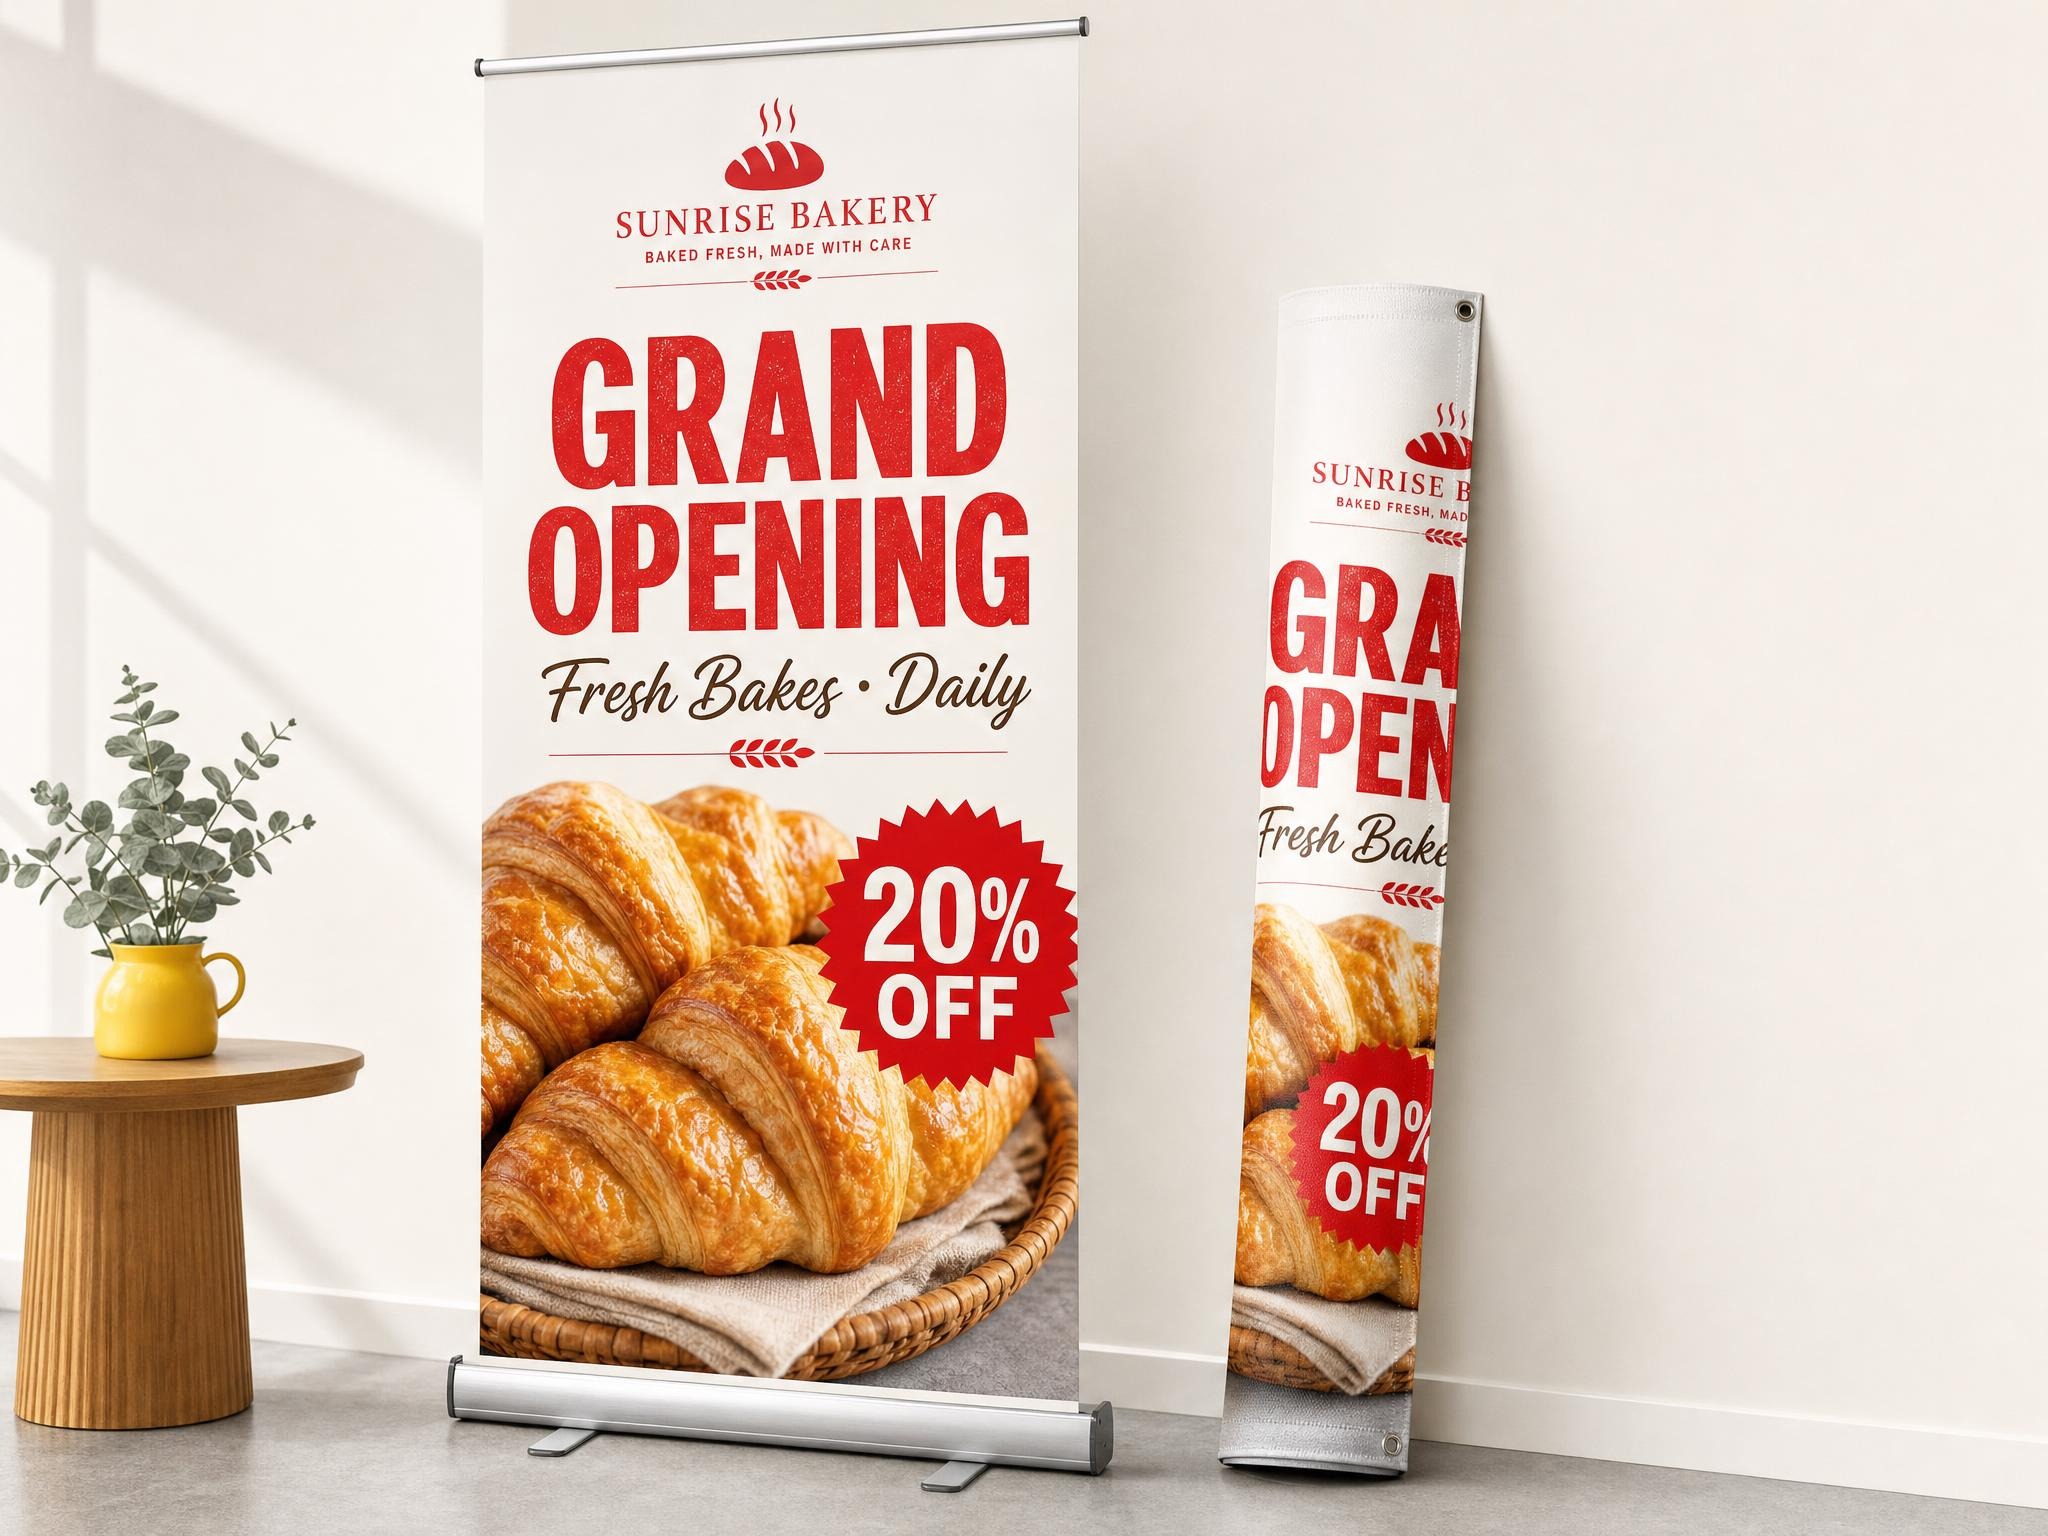 SUNRISE BAKERY
BAKED FRESH, MADE WITH CARE
GRAND
OPENING
Fresh Bakes • Daily
20%
OFF
SUNRISE B
BAKED FRESH, MAD
GRA
OPEN
Fresh Bake
20%
OFF